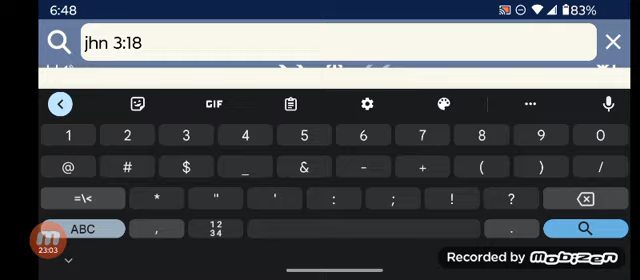 6:48 83%
jhn 3:18
GIF
1 2 3 4 5 6 7 8 9 0
@ # $ _ & - + ( ) /
=\< * " ' : ; ! ?
ABC , 12 34 .
23:03
Recorded by mobizen